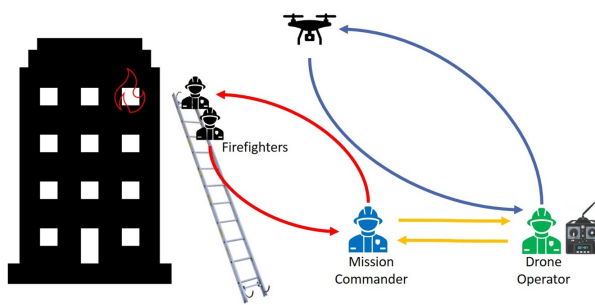 Firefighters
Mission
Commander
Drone
Operator